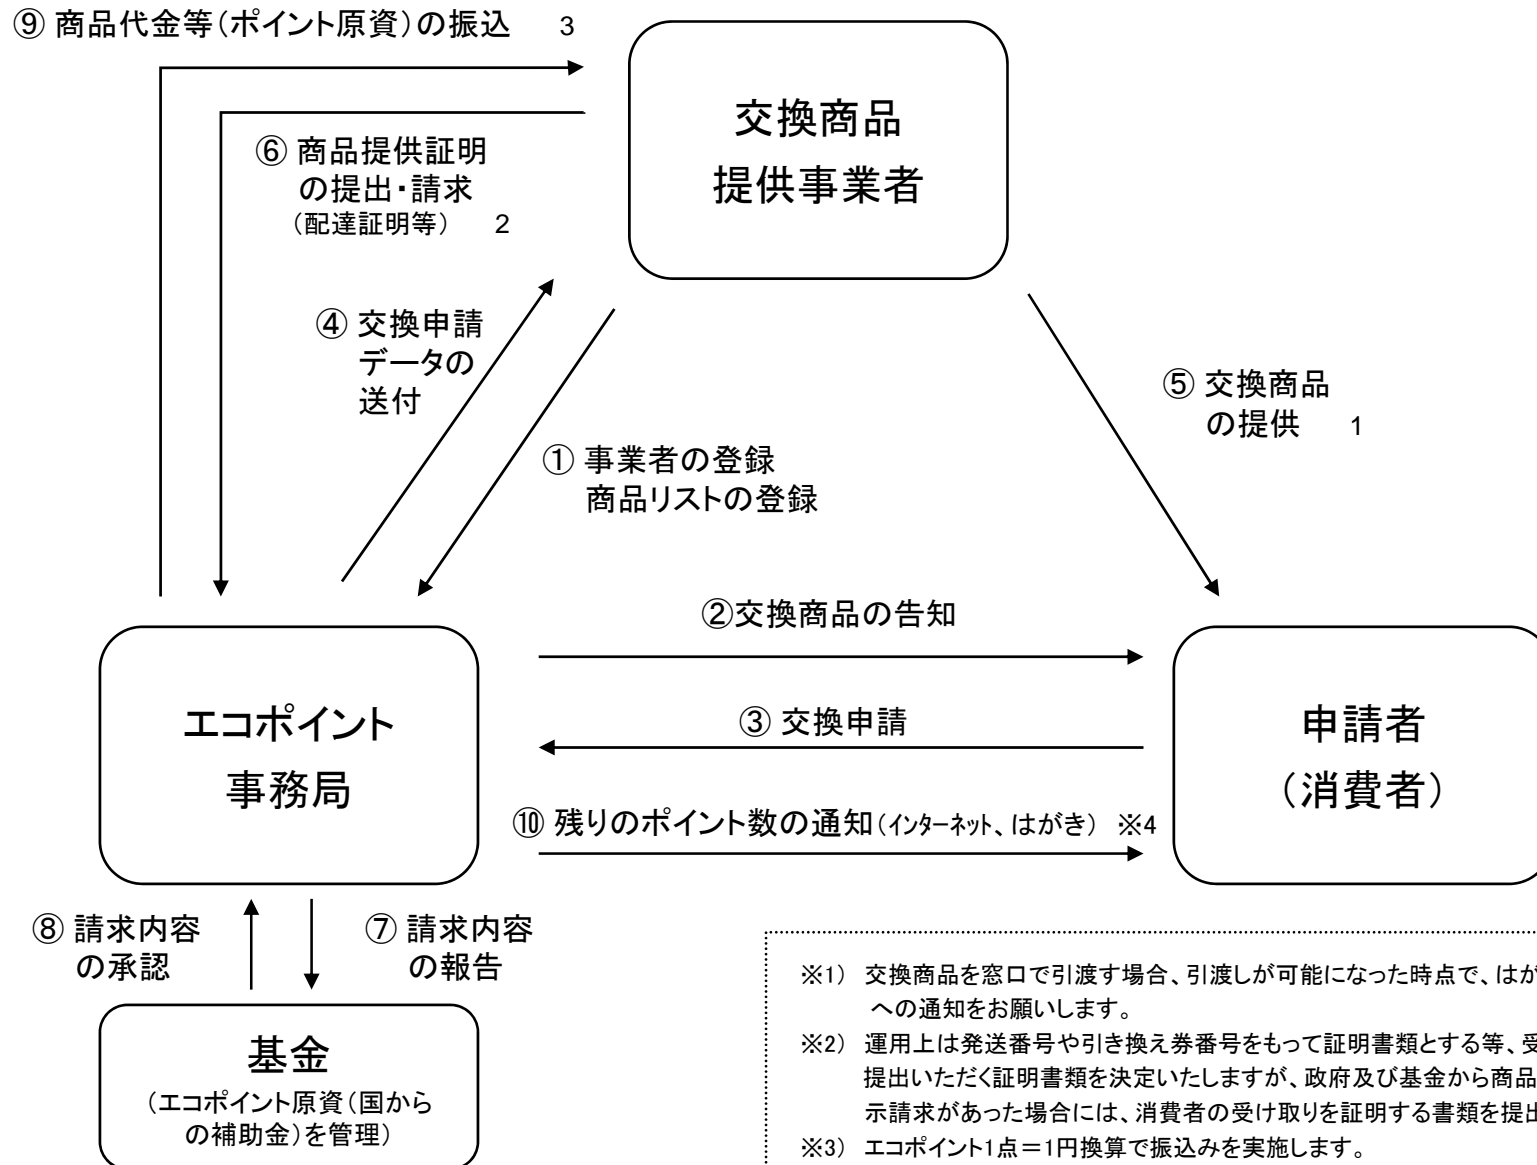 ⑨ 商品代金等(ポイント原資)の振込 3
交換商品
提供事業者
⑥ 商品提供証明
の提出・請求
(配達証明等) 2
④ 交換申請
データの
送付
⑤ 交換商品
の提供 1
① 事業者の登録
商品リストの登録
②交換商品の告知
エコポイント
事務局
③ 交換申請
申請者
(消費者)
⑩ 残りのポイント数の通知(インターネット、はがき) ※4
⑧ 請求内容
の承認
⑦ 請求内容
の報告
基金
(エコポイント原資(国から
の補助金)を管理)
※1) 交換商品を窓口で引渡す場合、引渡しが可能になった時点で、はが
への通知をお願いします。
※2) 運用上は発送番号や引き換え券番号をもって証明書類とする等、受
提出いただく証明書類を決定いたしますが、政府及び基金から商品
示請求があった場合には、消費者の受け取りを証明する書類を提出
※3) エコポイント1点=1円換算で振込みを実施します。